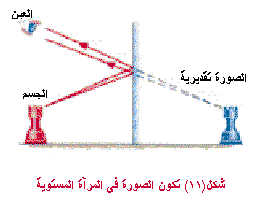 العين
الصورة تقديرية
الجسم
شكل(١١) تكون الصورة في المرآة المستوية